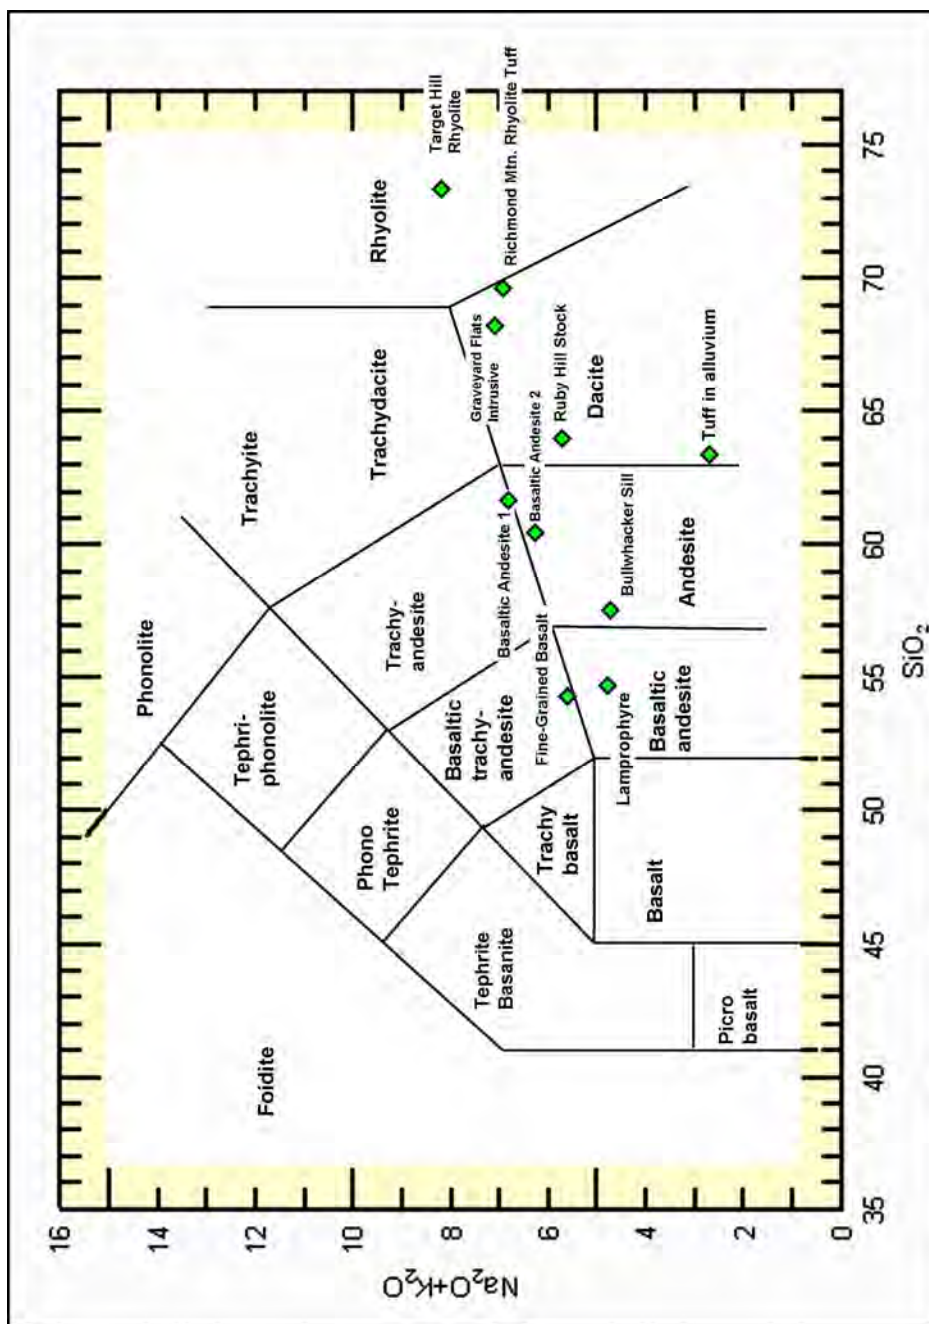 Na2O+K2O
16
14
12
10
8
6
4
2
0
Foidite
Phonolite
Tephri-
phonolite
Phono
Tephrite
Tephrite
Basanite
Picro
basalt
Basalt
Trachy
basalt
Basaltic
trachy-
andesite
Trachy-
andesite
Trachyite
Trachydacite
Rhyolite
Basaltic
andesite
Andesite
Dacite
Target Hill
Rhyolite
Richmond Mtn. Rhyolite Tuff
Graveyard Flats
Intrusive
Ruby Hill Stock
Basaltic Andesite 2
Basaltic Andesite 1
Tuff in alluvium
Bullwhacker Sill
Fine-Grained Basalt
Lamprophyre
35
40
45
50
55
60
65
70
75
SiO2